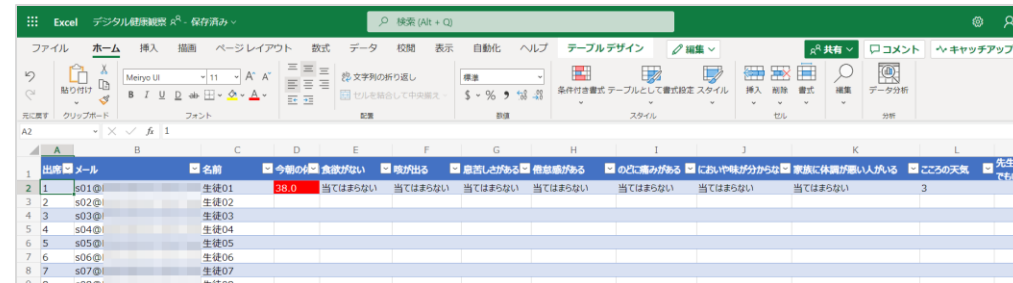 Excel デジタル健康観察 - 保存済み 検索 (Alt + Q)
ファイル ホーム 挿入 描画 ページ レイアウト 数式 データ 校閲 表示 自動化 ヘルプ テーブル デザイン 編集 共有 コメント キャッチアップ
貼り付け Meiryo UI 11 A A 文字列の折り返し 標準 条件付き書式 テーブルとして書式設定 スタイル 挿入 削除 書式 編集 データ分析
B I U D ab A セルを結合して中央揃え $ % 9
元に戻す クリップボード フォント 配置 数値 スタイル セル 分析
A2 fx 1
A B C D E F G H I J K L
1 出席 メール 名前 今朝の 食欲がない 咳が出る 息苦しさがある 倦怠感がある のどに痛みがある においや味が分からな 家族に体調が悪い人がいる こころの天気 先生 でも
2 1 s01@ 生徒01 38.0 当てはまらない 当てはまらない 当てはまらない 当てはまらない 当てはまらない 当てはまらない 当てはまらない 3
3 2 s02@ 生徒02
4 3 s03@ 生徒03
5 4 s04@ 生徒04
6 5 s05@ 生徒05
7 6 s06@ 生徒06
8 7 s07@ 生徒07